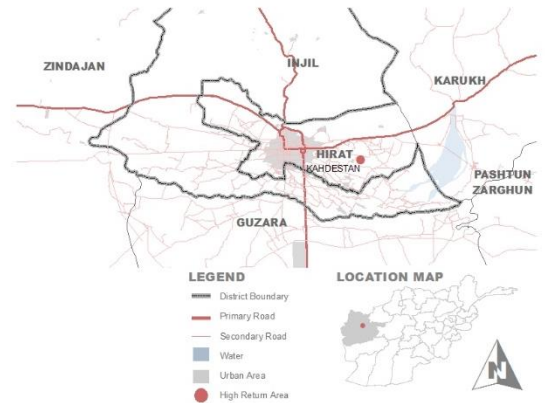 ZINDAJAN
INJIL
KARUKH
HIRAT
KAHDESTAN
PASHTUN
ZARGHUN
GUZARA
LEGEND
District Boundary
Primary Road
Secondary Road
Water
Urban Area
High Return Area
LOCATION MAP
N